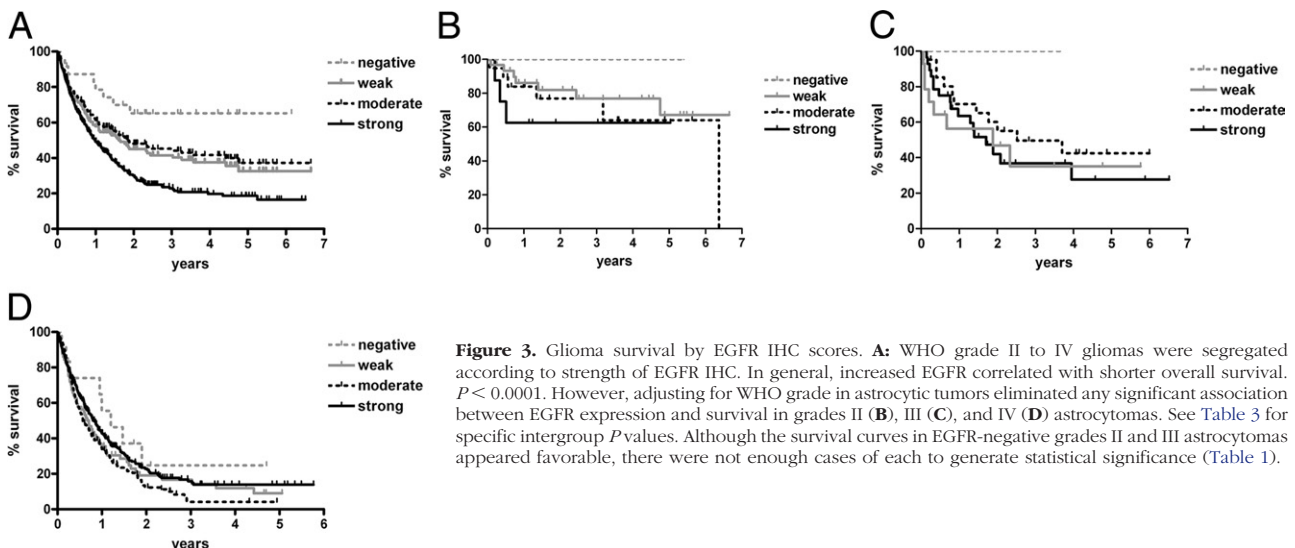 A
100
80
60
40
20
0
% survival
0 1 2 3 4 5 6 7
years
negative
weak
moderate
strong
B
100
80
60
40
20
0
% survival
0 1 2 3 4 5 6 7
years
negative
weak
moderate
strong
C
100
80
60
40
20
0
% survival
0 1 2 3 4 5 6 7
years
negative
weak
moderate
strong
D
100
80
60
40
20
0
% survival
0 1 2 3 4 5 6
years
negative
weak
moderate
strong
Figure 3. Glioma survival by EGFR IHC scores. A: WHO grade II to IV gliomas were segregated
according to strength of EGFR IHC. In general, increased EGFR correlated with shorter overall survival.
P < 0.0001. However, adjusting for WHO grade in astrocytic tumors eliminated any significant association
between EGFR expression and survival in grades II (B), III (C), and IV (D) astrocytomas. See Table 3 for
specific intergroup P values. Although the survival curves in EGFR-negative grades II and III astrocytomas
appeared favorable, there were not enough cases of each to generate statistical significance (Table 1).